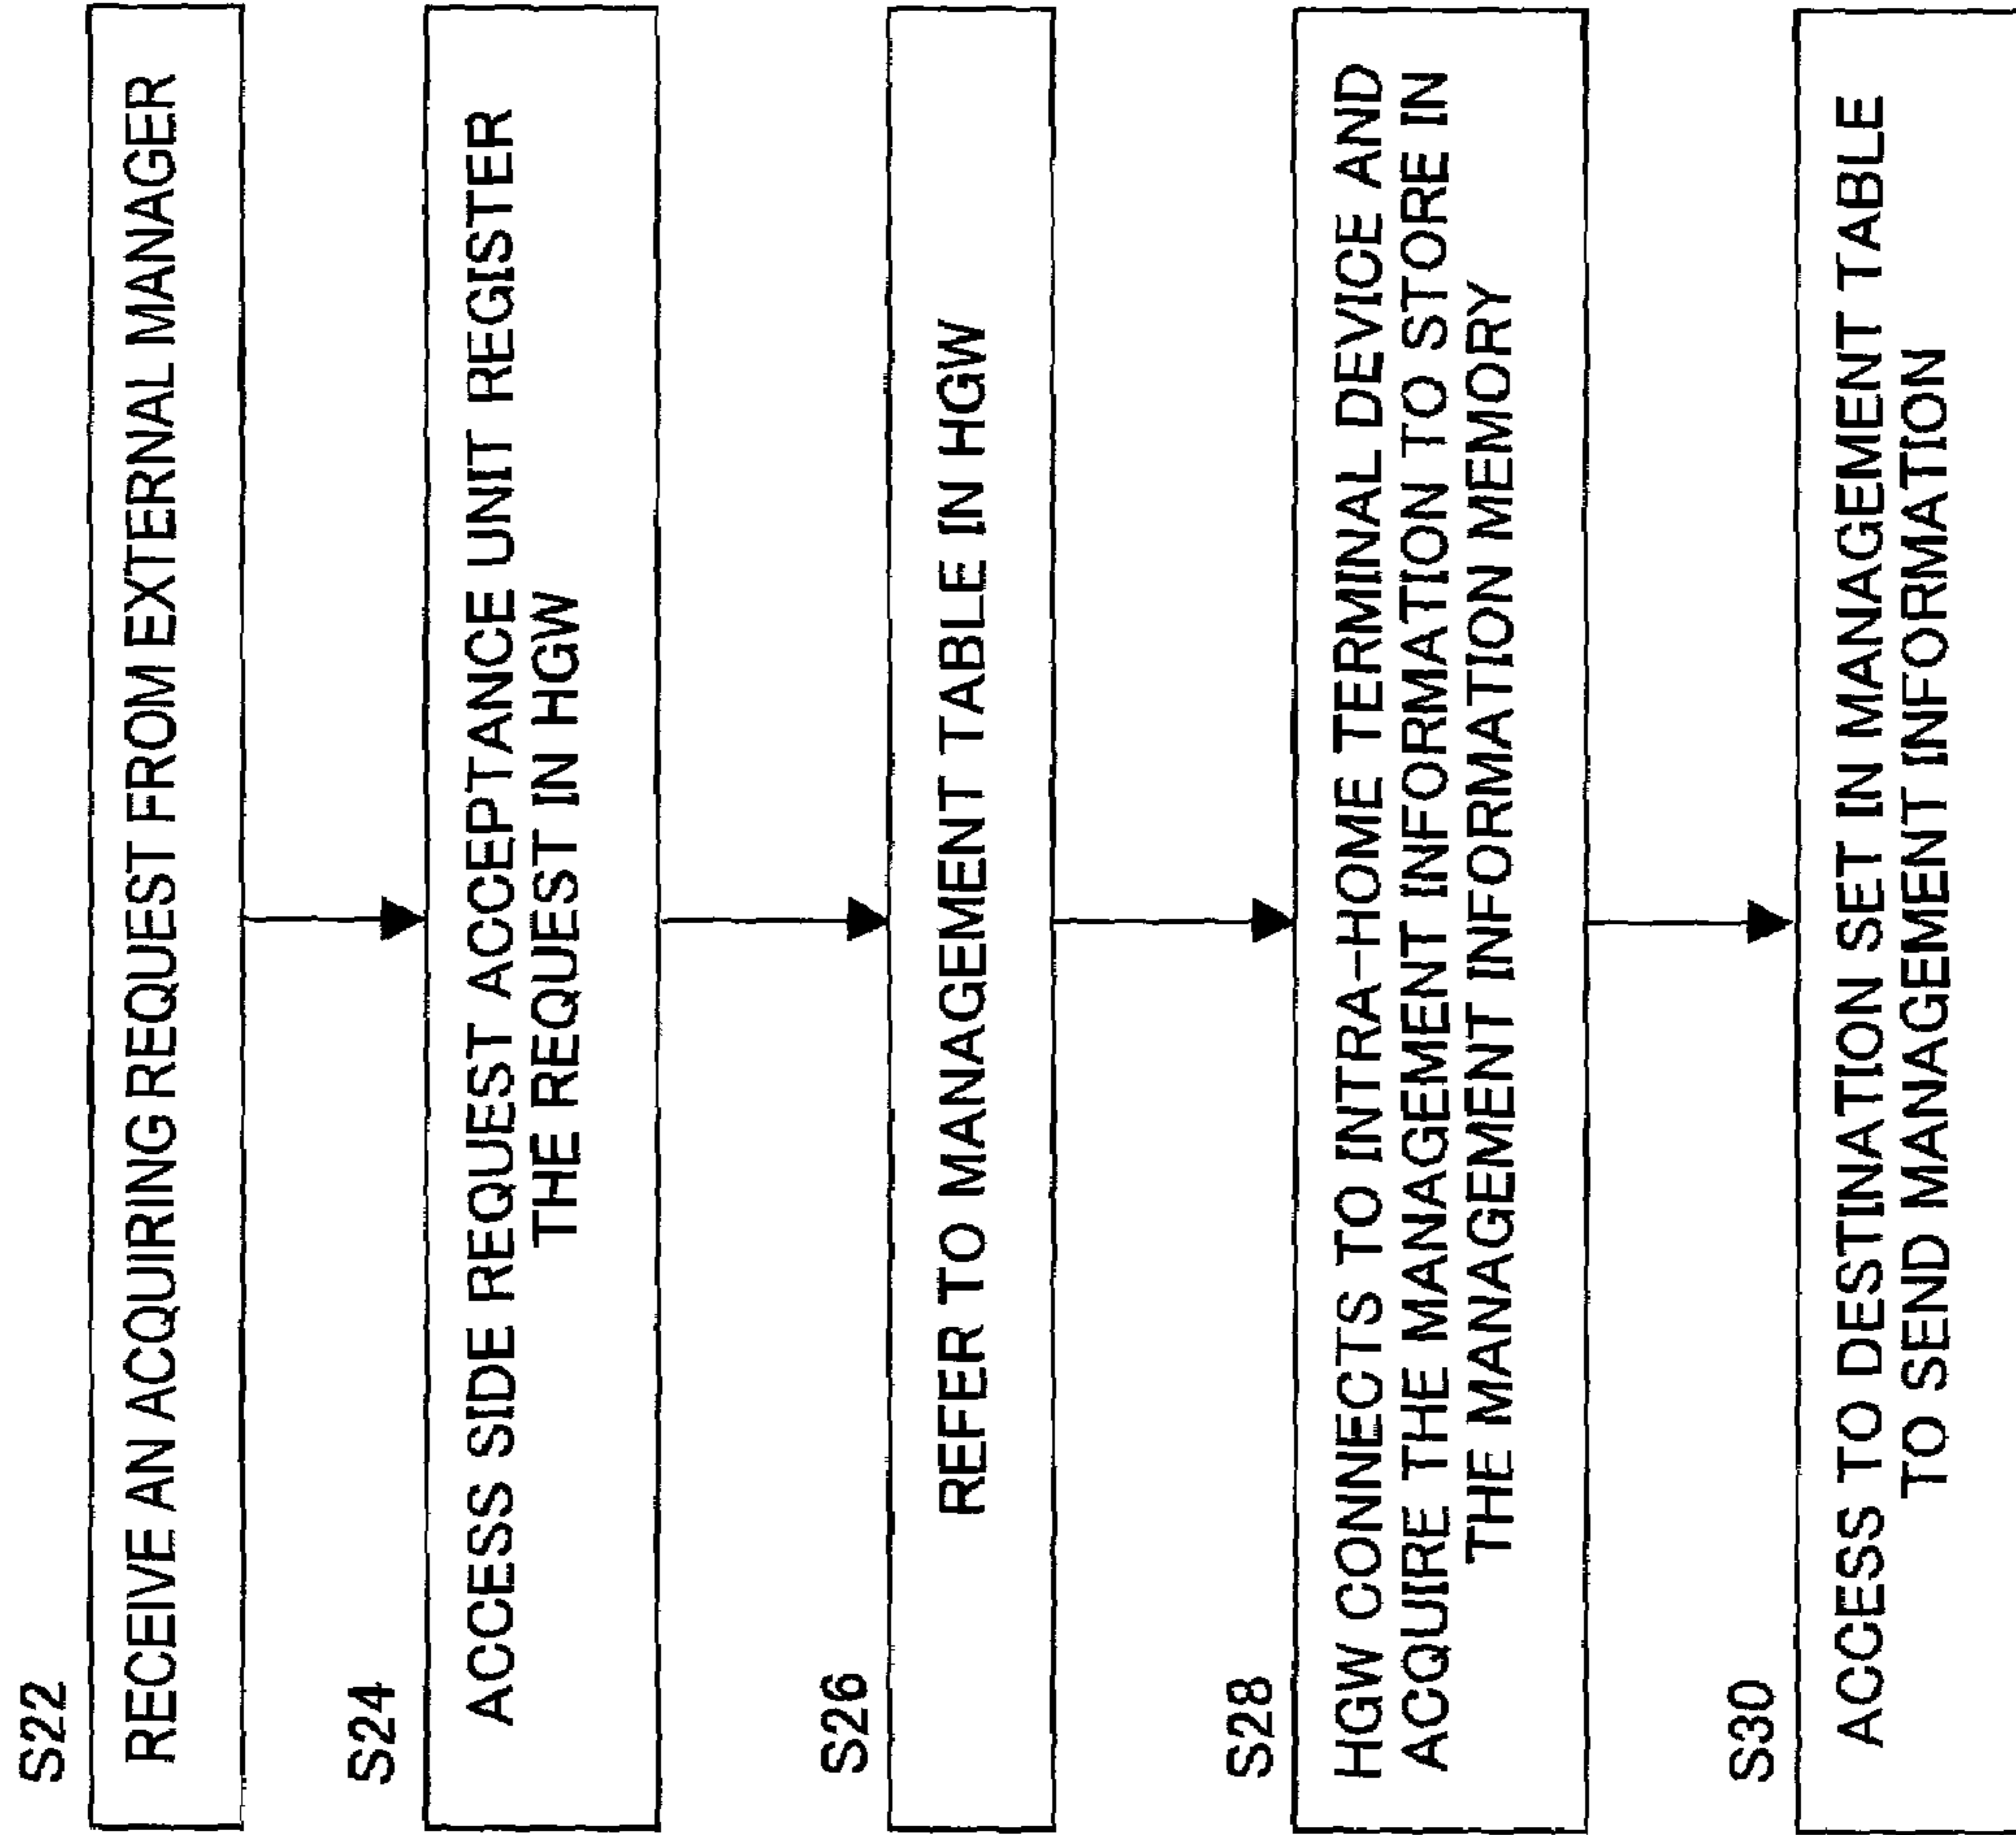 S22
RECEIVE AN ACQUIRING REQUEST FROM EXTERNAL MANAGER
S24
ACCESS SIDE REQUEST ACCEPTANCE UNIT REGISTER
THE REQUEST IN HGW
S26
REFER TO MANAGEMENT TABLE IN HGW
S28
HGW CONNECTS TO INTRA-HOME TERMINAL DEVICE AND
ACQUIRE THE MANAGEMENT INFORMATION TO STORE IN
THE MANAGEMENT INFORMATION MEMORY
S30
ACCESS TO DESTINATION SET IN MANAGEMENT TABLE
TO SEND MANAGEMENT INFORMATION